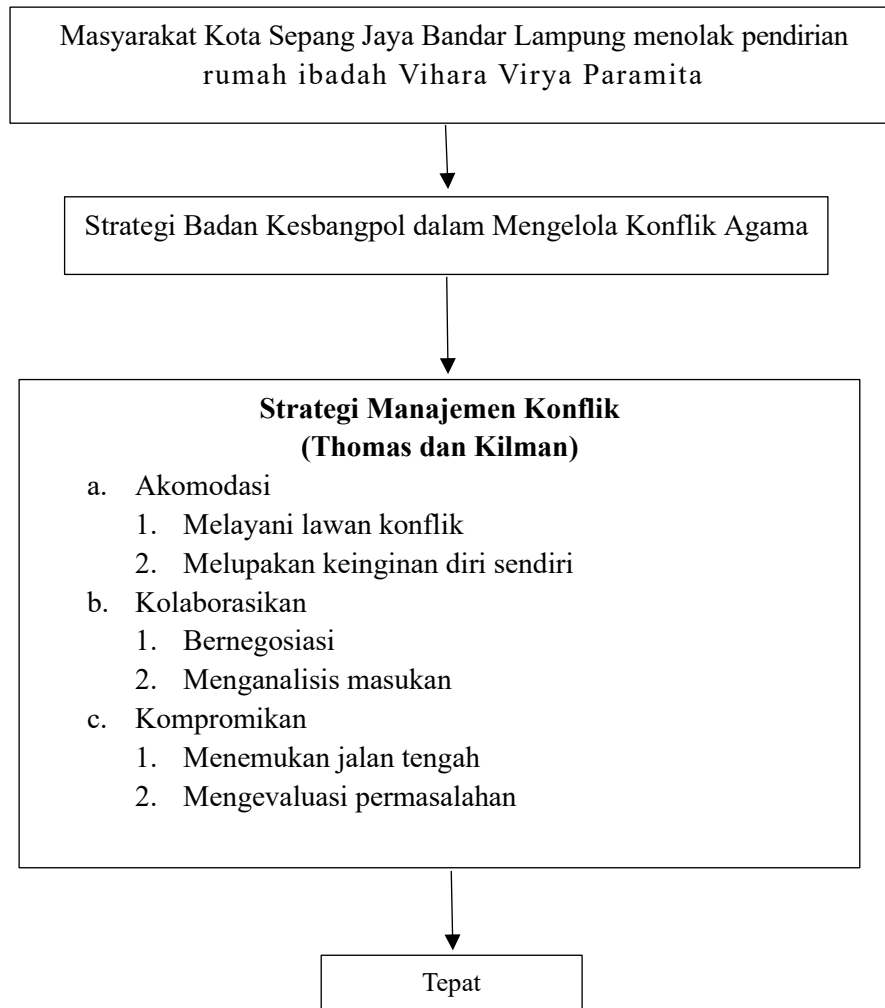 Masyarakat Kota Sepang Jaya Bandar Lampung menolak pendirian
rumah ibadah Vihara Virya Paramita
Strategi Badan Kesbangpol dalam Mengelola Konflik Agama
Strategi Manajemen Konflik
(Thomas dan Kilman)
a. Akomodasi
1. Melayani lawan konflik
2. Melupakan keinginan diri sendiri
b. Kolaborasikan
1. Bernegosiasi
2. Menganalisis masukan
c. Kompromikan
1. Menemukan jalan tengah
2. Mengevaluasi permasalahan
Tepat